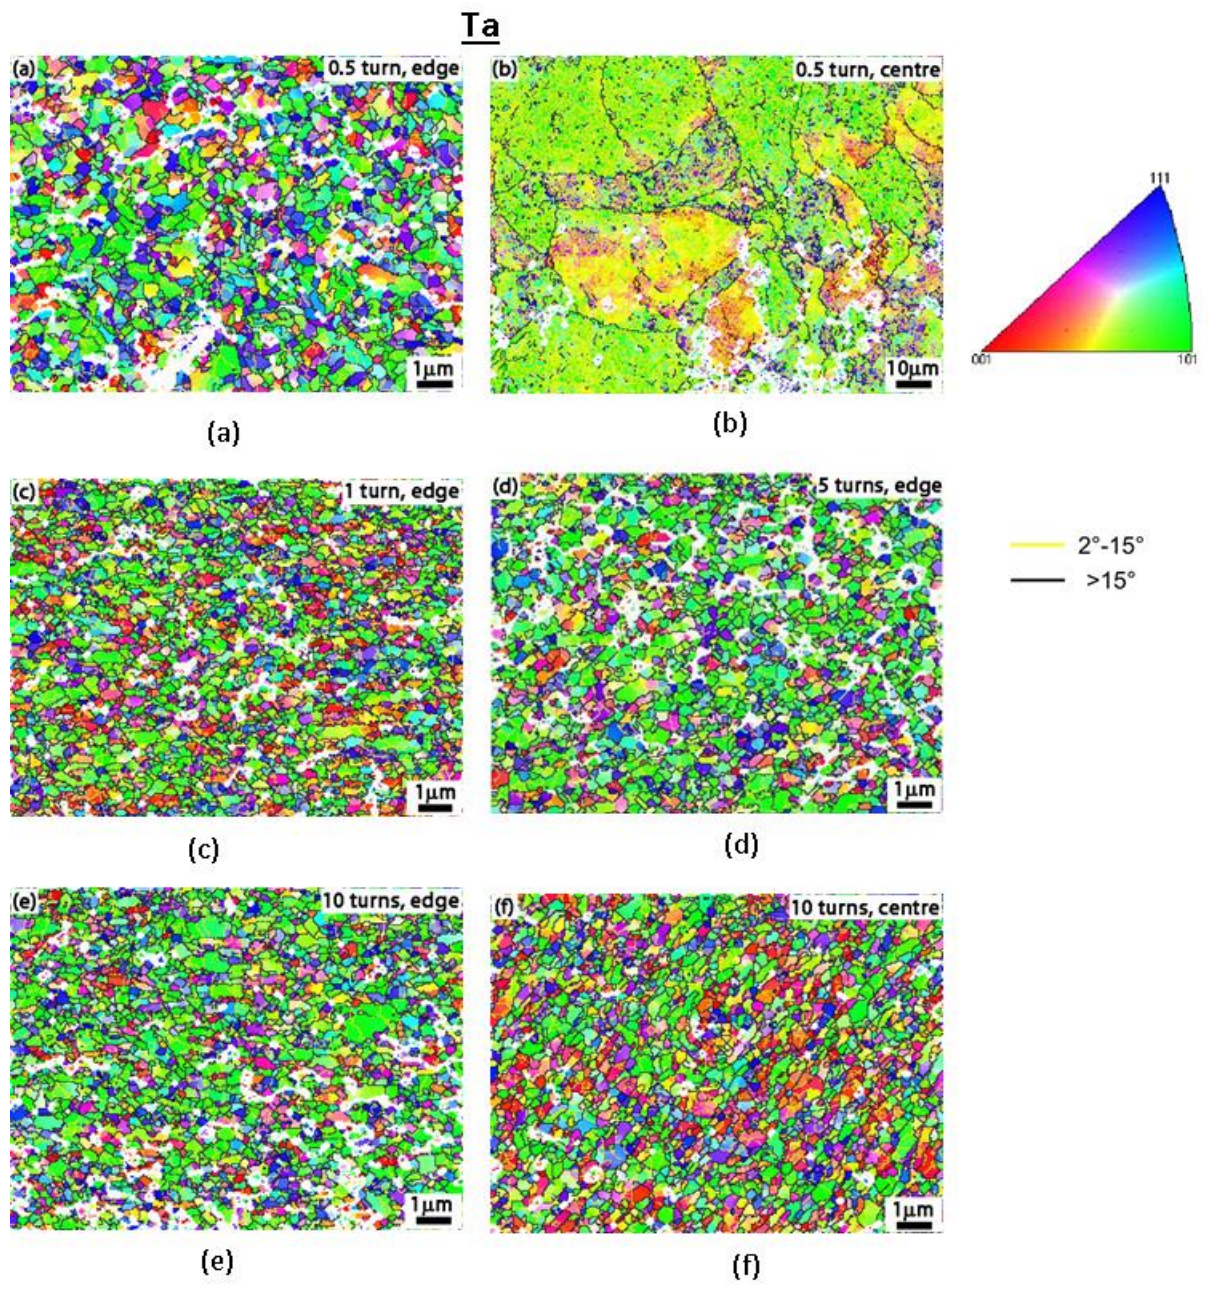 Ta
(a) 0.5 turn, edge
(b) 0.5 turn, centre
1μm
10μm
111
001
101
(a)
(b)
(c) 1 turn, edge
(d) 5 turns, edge
2°-15°
>15°
1μm
1μm
(c)
(d)
(e) 10 turns, edge
(f) 10 turns, centre
1μm
1μm
(e)
(f)